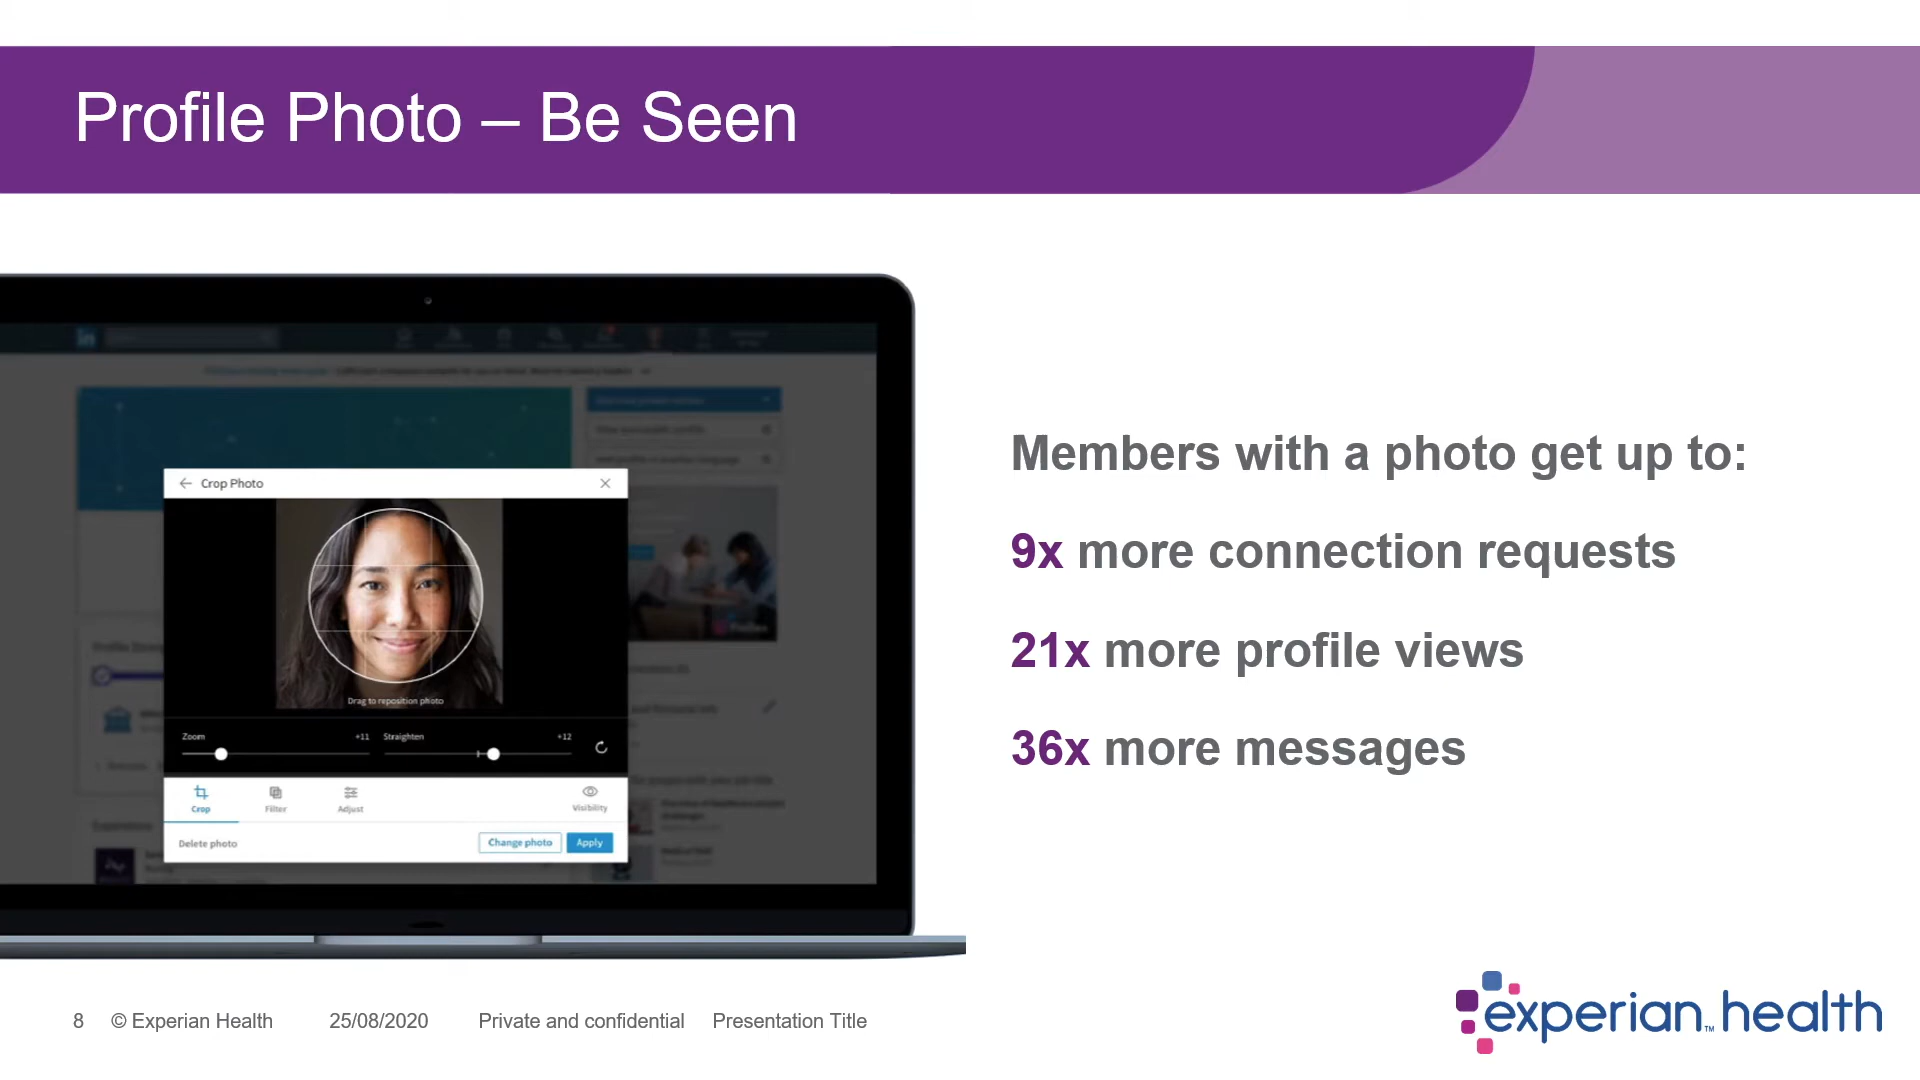 Profile Photo – Be Seen
in
Crop Photo
Drag to reposition photo
Zoom +11 Straighten +12
Crop Filter Adjust Visibility
Delete photo Change photo Apply
Members with a photo get up to:
9x more connection requests
21x more profile views
36x more messages
8 © Experian Health 25/08/2020 Private and confidential Presentation Title
experian.™health